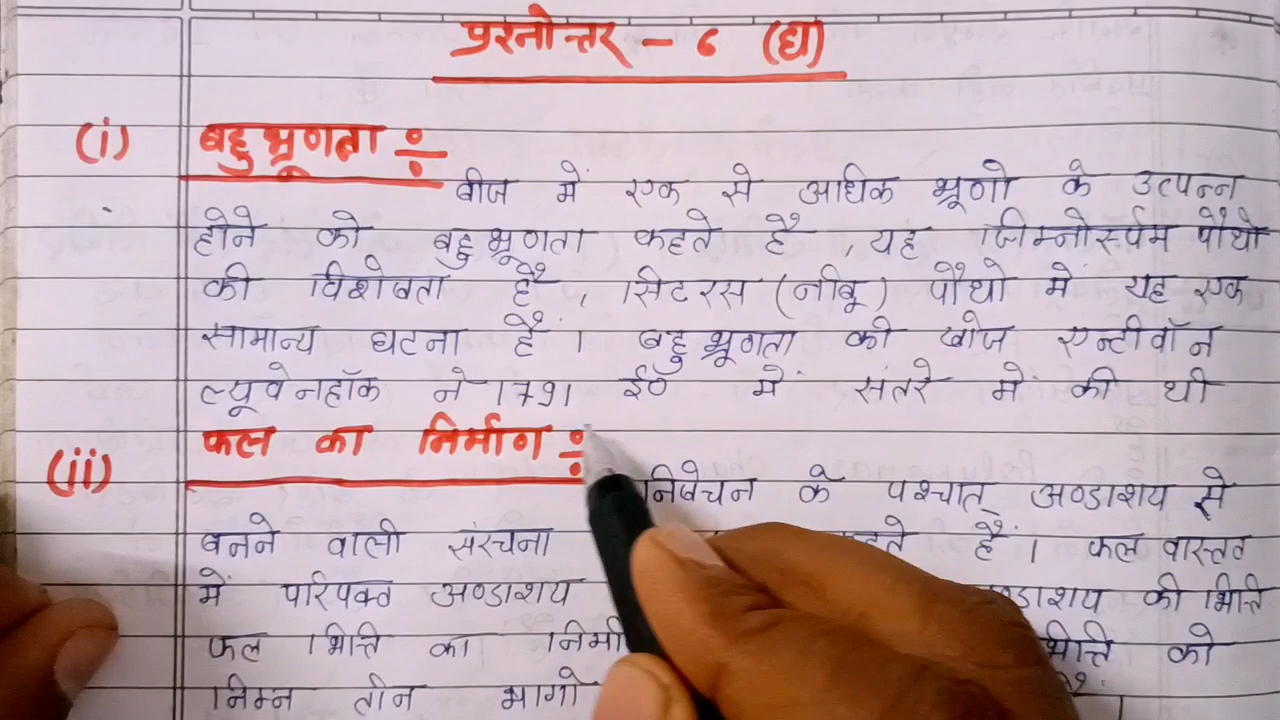 प्रश्नोत्तर - 6 (घ)
(i) बहुभ्रूणता ÷
बीज में एक से अधिक भ्रूणो के उत्पन्न
होने को बहुभ्रूणता कहते है , यह जिम्नोस्पर्म पौधो
की विशेषता है , सिटरस (नीबू) पौधो में यह एक
सामान्य घटना हैं । बहुभ्रूणता की खोज एन्टीवॉन
ल्यूवेनहॉक ने 1791 ई० में संतरे में की थी
(ii) फल का निर्माण ÷
निषेचन के पश्चात् अण्डाशय से
बनने वाली संरचना हैं । फल वास्तव
में परिपक्व अण्डाशय की भित्ति
फल भित्ति का को
निम्न तीन भागो